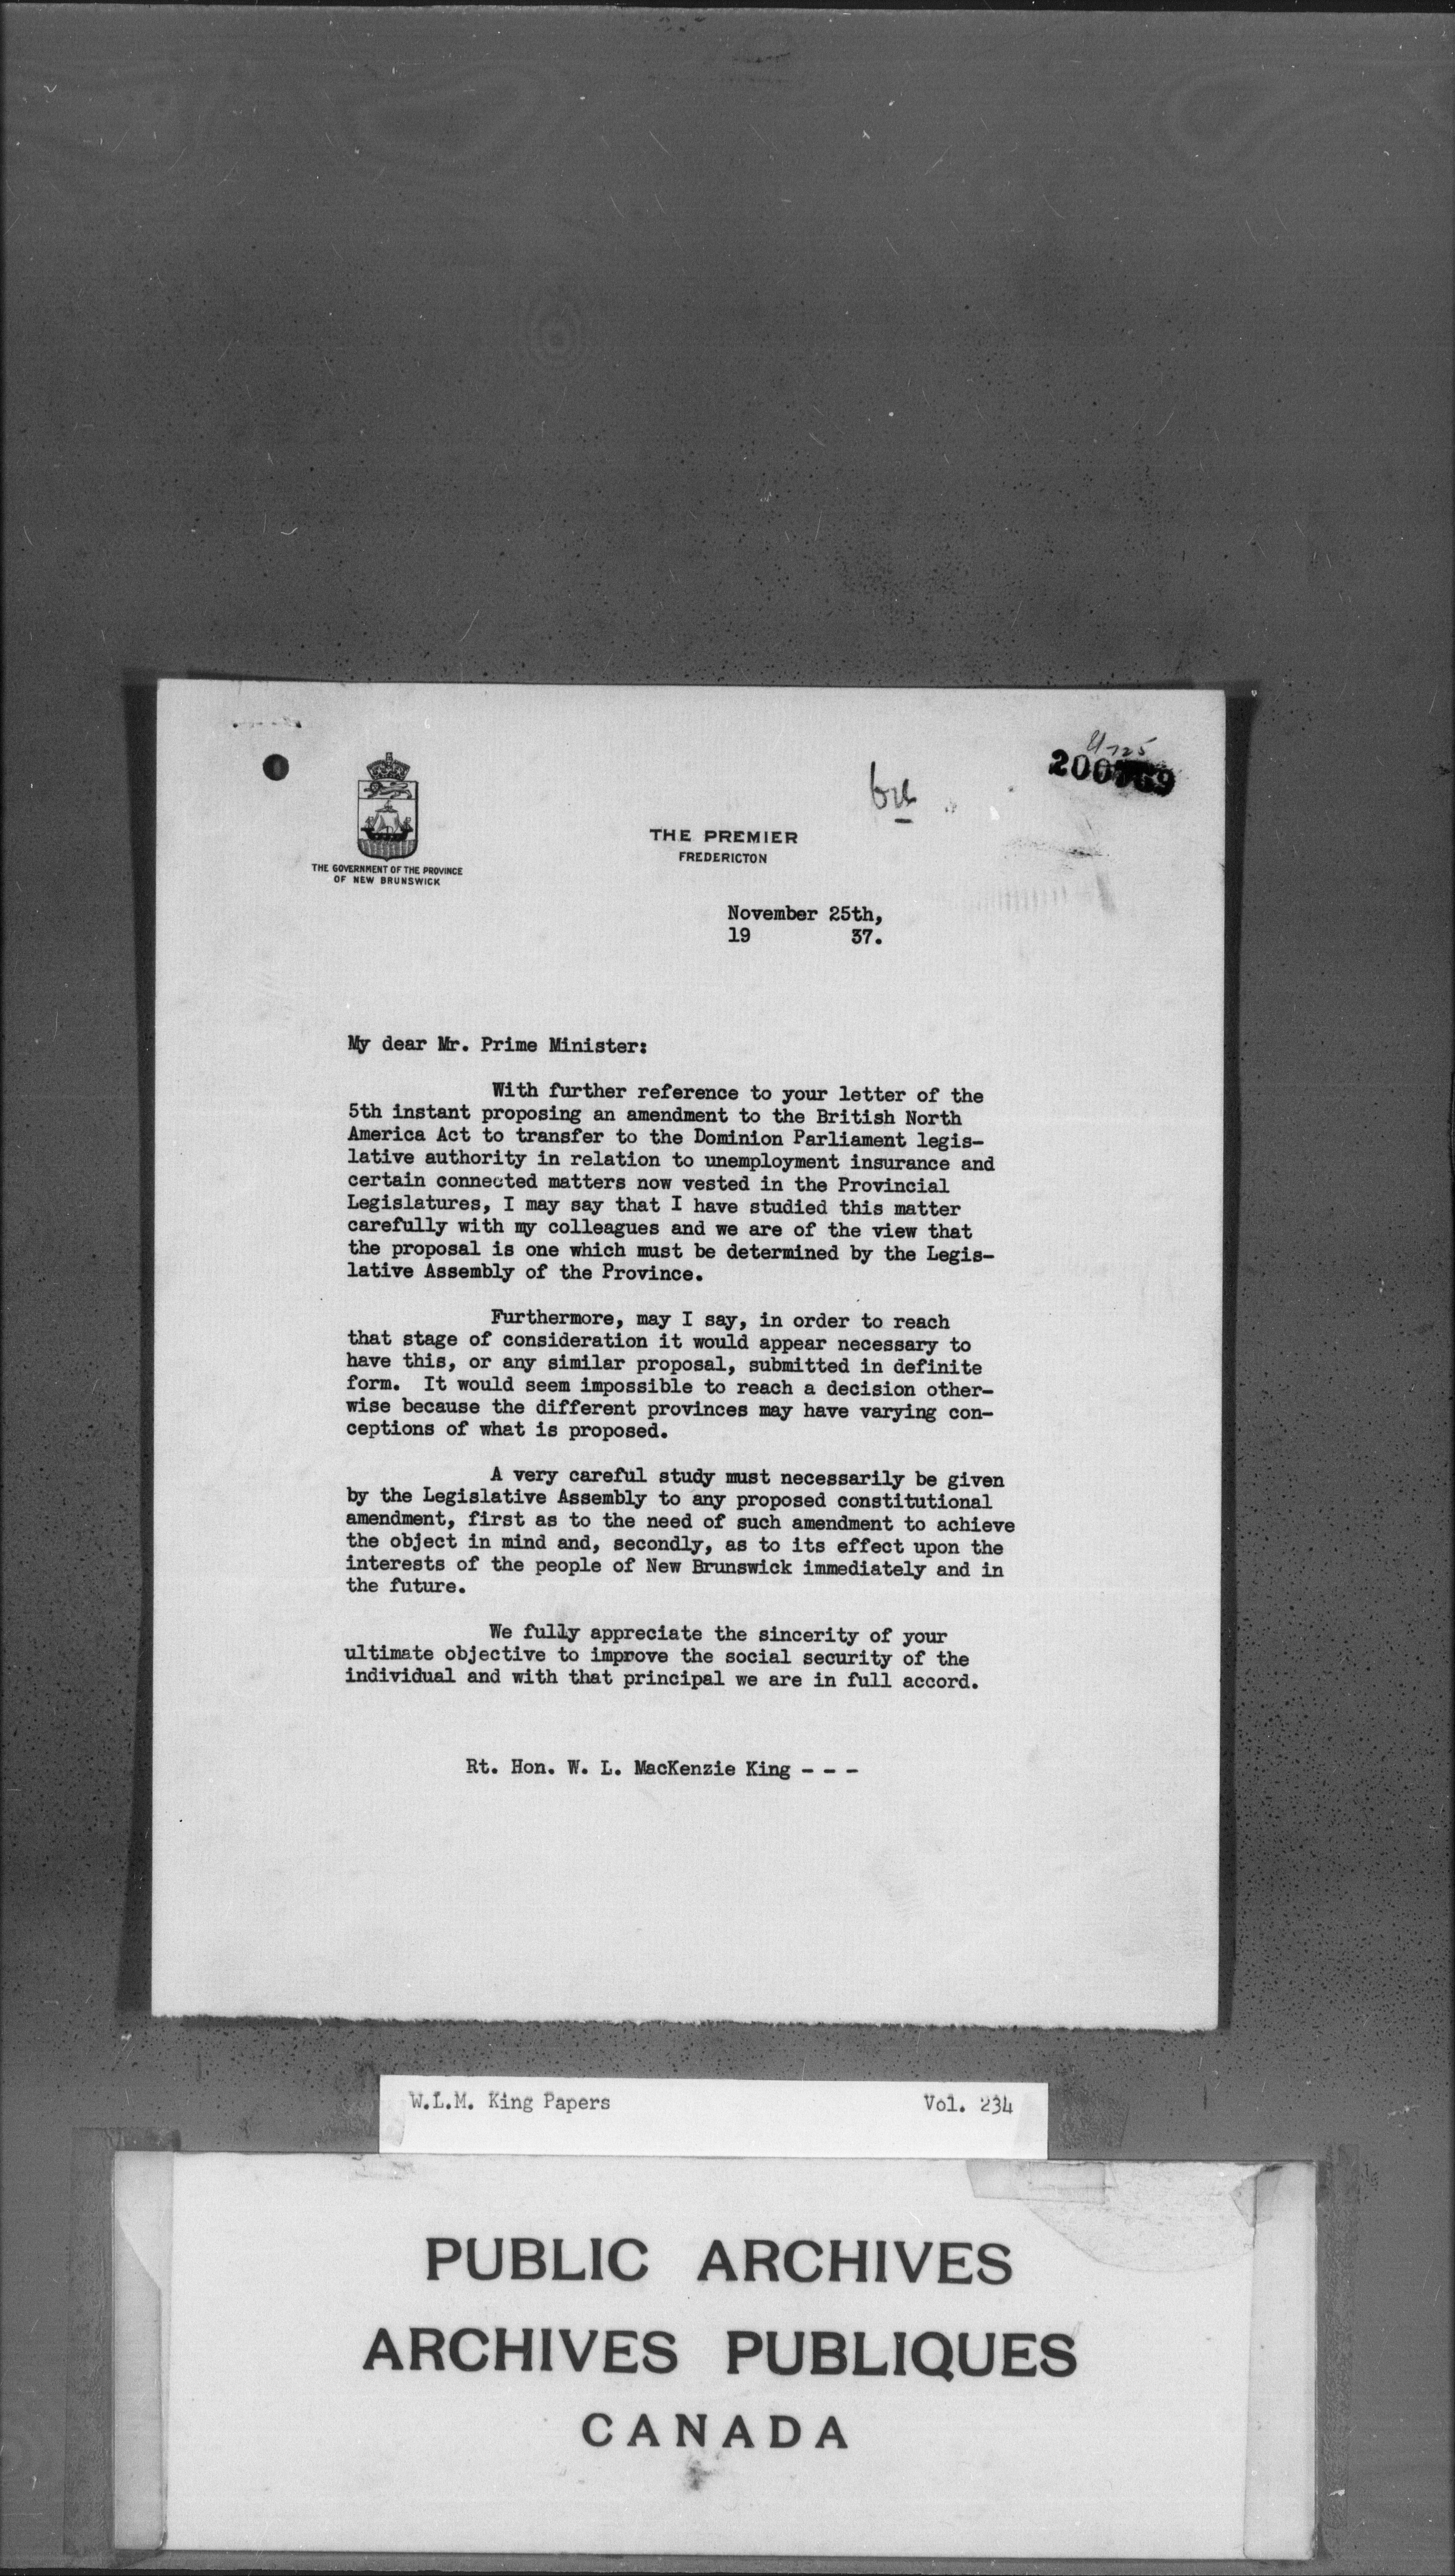 THE GOVERNMENT OF THE PROVINCE
OF NEW BRUNSWICK
THE PREMIER
FREDERICTON
November 25th,
19 37.
My dear Mr. Prime Minister:
With further reference to your letter of the
5th instant proposing an amendment to the British North
America Act to transfer to the Dominion Parliament legis-
lative authority in relation to unemployment insurance and
certain connected matters now vested in the Provincial
Legislatures, I may say that I have studied this matter
carefully with my colleagues and we are of the view that
the proposal is one which must be determined by the Legis-
lative Assembly of the Province.
Furthermore, may I say, in order to reach
that stage of consideration it would appear necessary to
have this, or any similar proposal, submitted in definite
form. It would seem impossible to reach a decision other-
wise because the different provinces may have varying con-
ceptions of what is proposed.
A very careful study must necessarily be given
by the Legislative Assembly to any proposed constitutional
amendment, first as to the need of such amendment to achieve
the object in mind and, secondly, as to its effect upon the
interests of the people of New Brunswick immediately and in
the future.
We fully appreciate the sincerity of your
ultimate objective to improve the social security of the
individual and with that principal we are in full accord.
Rt. Hon. W. L. MacKenzie King - - -
W.L.M. King Papers Vol. 234
PUBLIC ARCHIVES
ARCHIVES PUBLIQUES
CANADA